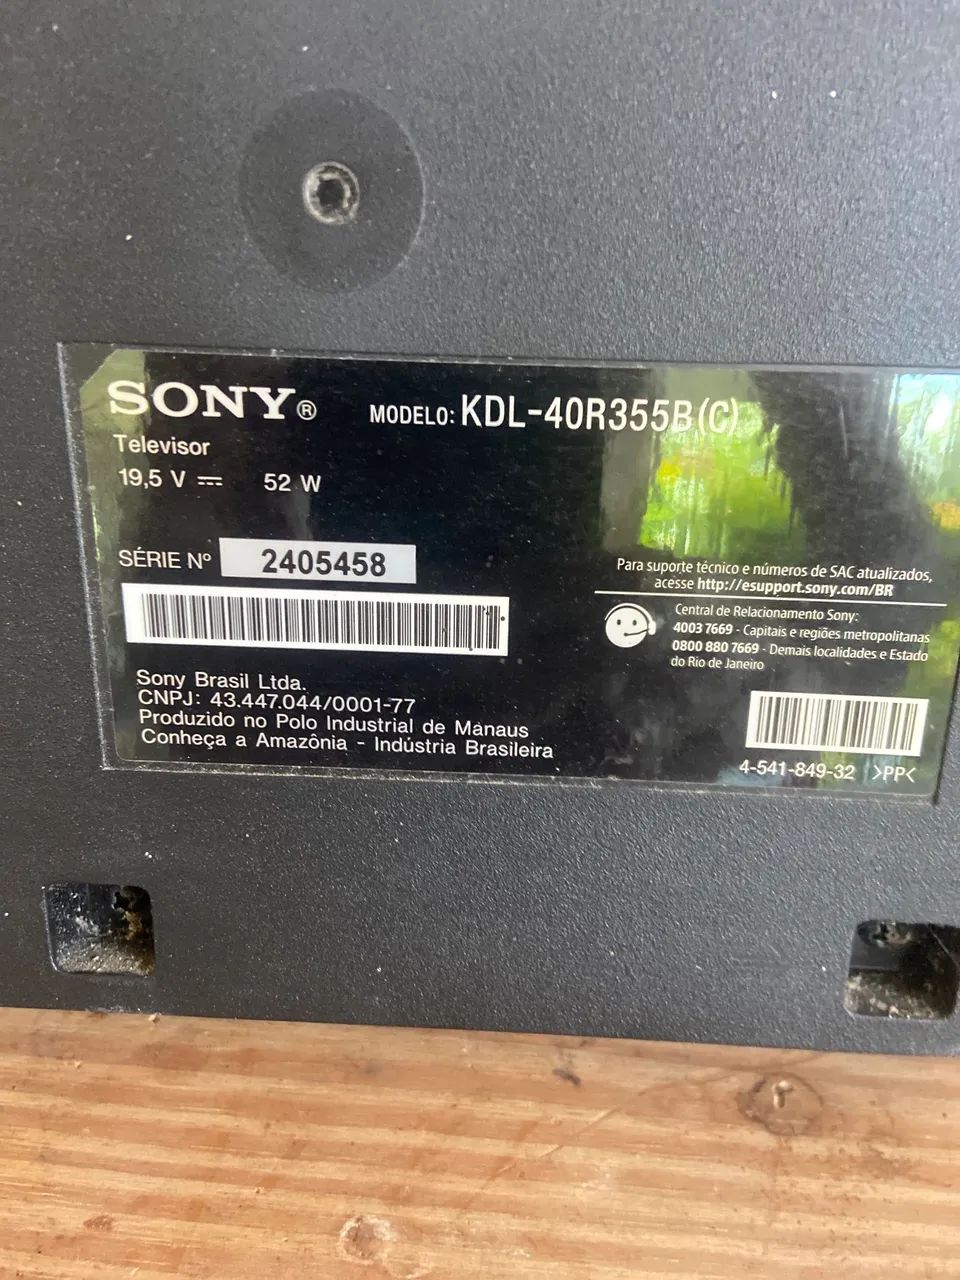 SONY®
MODELO: KDL-40R355B(C)
Televisor
19,5 V ⎓ 52 W
SÉRIE Nº 2405458
Para suporte técnico e números de SAC atualizados,
acesse http://esupport.sony.com/BR
Central de Relacionamento Sony:
4003 7669 - Capitais e regiões metropolitanas
0800 880 7669 - Demais localidades e Estado
do Rio de Janeiro
Sony Brasil Ltda.
CNPJ: 43.447.044/0001-77
Produzido no Polo Industrial de Manaus
Conheça a Amazônia - Indústria Brasileira
4-541-849-32 >PP<